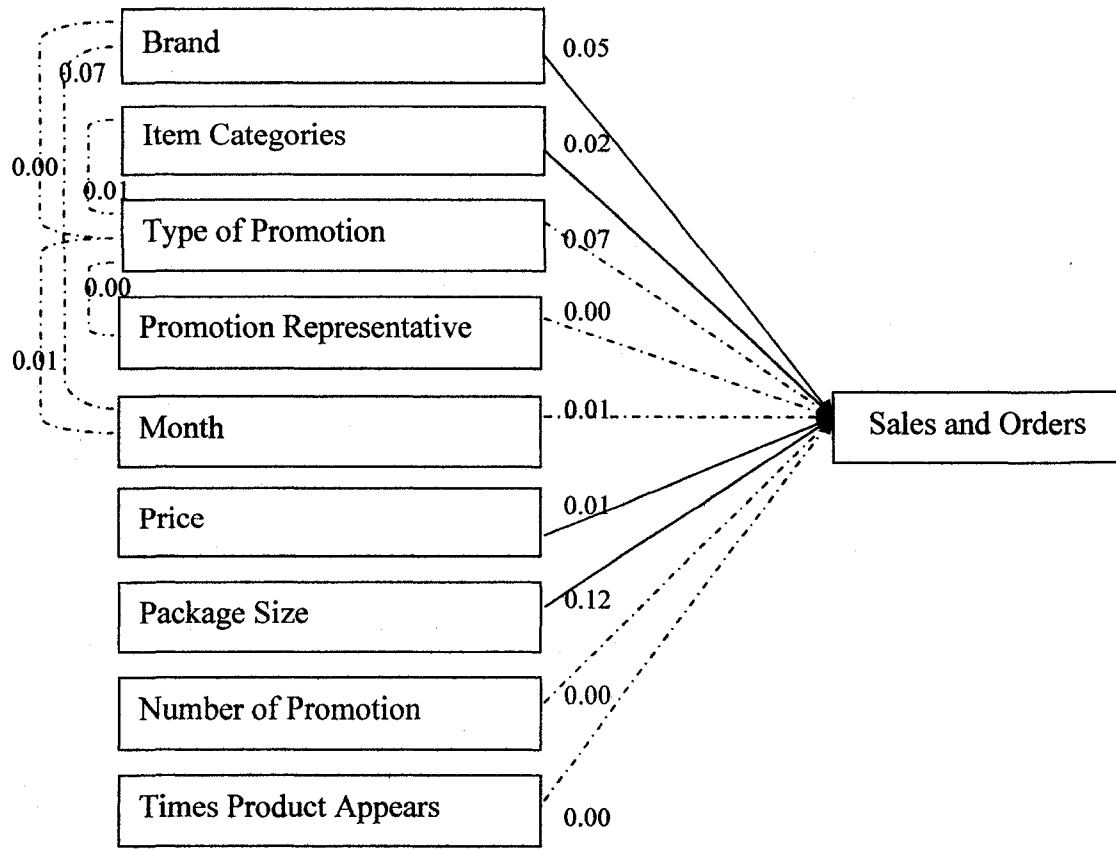 Brand
0.05
0.07
Item Categories
0.02
0.00
0.01
Type of Promotion
0.07
0.00
Promotion Representative
0.00
0.01
Month
0.01
Sales and Orders
Price
0.01
Package Size
0.12
Number of Promotion
0.00
Times Product Appears
0.00